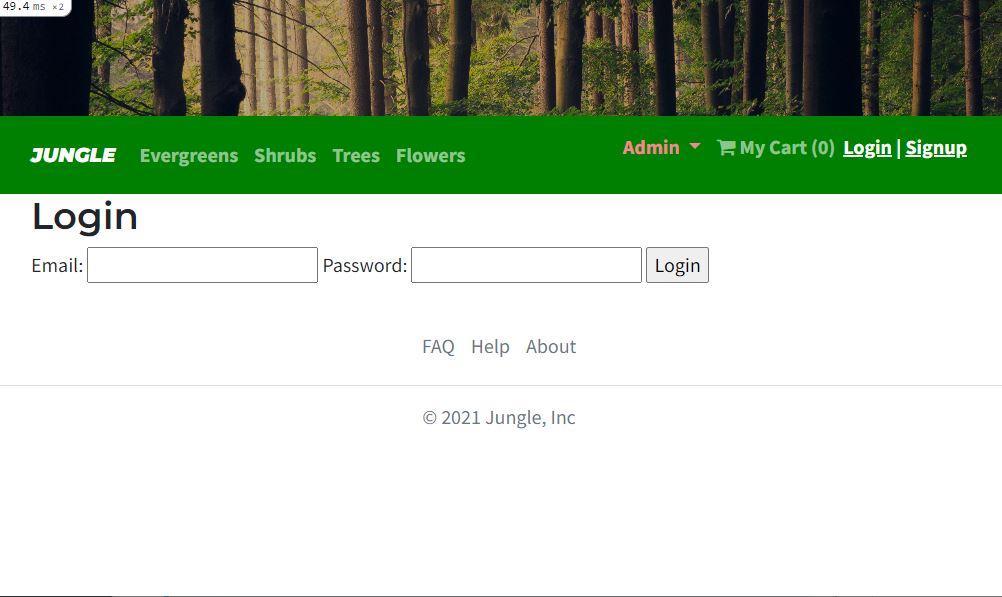 49.4 ms ×2
JUNGLE Evergreens Shrubs Trees Flowers Admin My Cart (0) Login | Signup
Login
Email: Password: Login
FAQ Help About
© 2021 Jungle, Inc